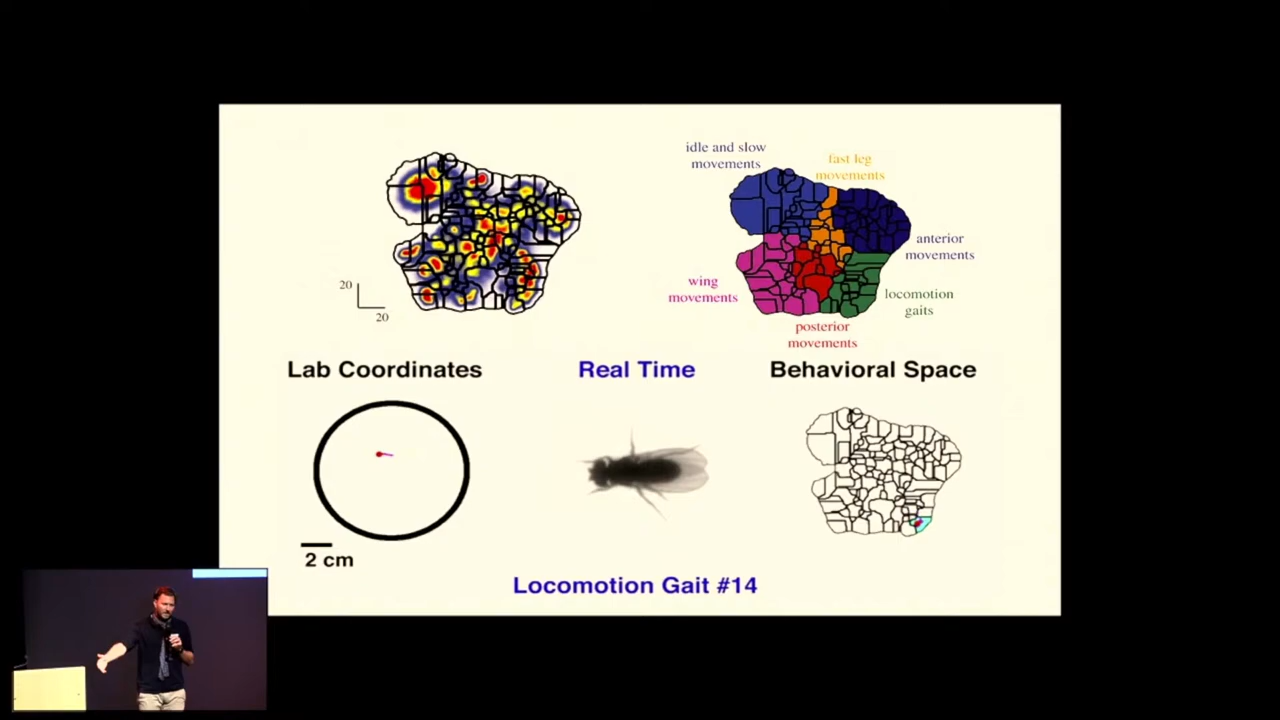 idle and slow
movements
fast leg
movements
anterior
movements
wing
movements
locomotion
gaits
posterior
movements
20
20
Lab Coordinates
Real Time
Behavioral Space
2 cm
Locomotion Gait #14